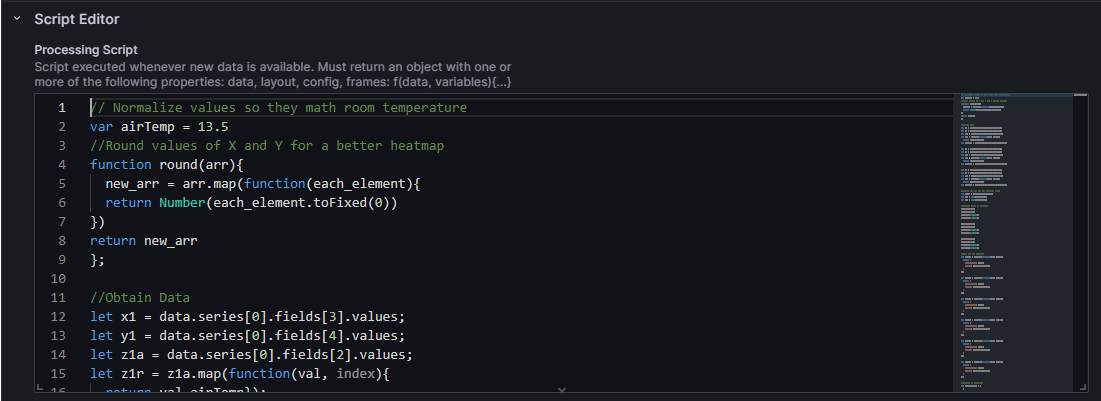 Script Editor
Processing Script
Script executed whenever new data is available. Must return an object with one or
more of the following properties: data, layout, config, frames: f(data, variables){...}
1 // Normalize values so they math room temperature
2 var airTemp = 13.5
3 //Round values of X and Y for a better heatmap
4 function round(arr){
5 new_arr = arr.map(function(each_element){
6 return Number(each_element.toFixed(0))
7 })
8 return new_arr
9 };
10
11 //Obtain Data
12 let x1 = data.series[0].fields[3].values;
13 let y1 = data.series[0].fields[4].values;
14 let z1a = data.series[0].fields[2].values;
15 let z1r = z1a.map(function(val, index){
16 return val-airTemp});